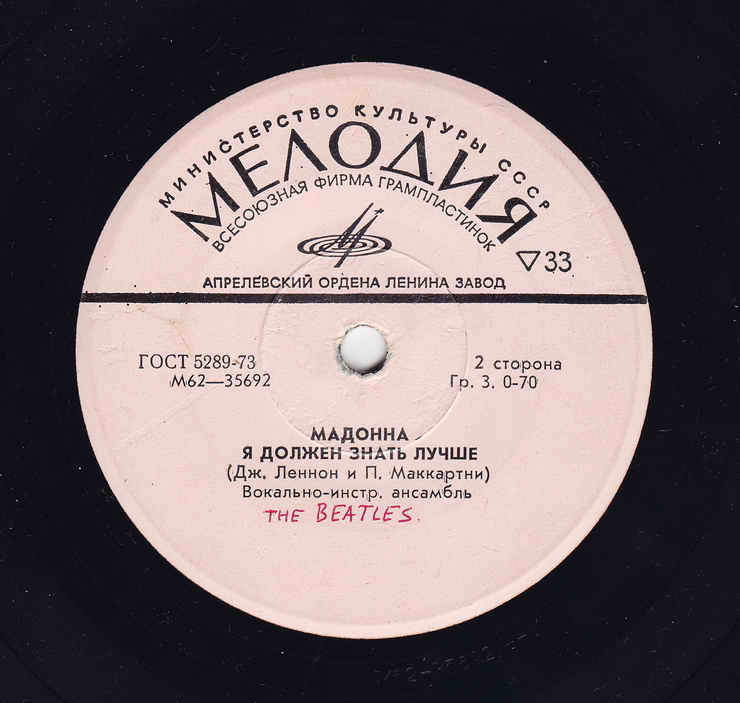 МИНИСТЕРСТВО КУЛЬТУРЫ СССР
МЕЛОДИЯ
ВСЕСОЮЗНАЯ ФИРМА ГРАМПЛАСТИНОК
33
АПРЕЛЕВСКИЙ ОРДЕНА ЛЕНИНА ЗАВОД
ГОСТ 5289-73
М62—35692
2 сторона
Гр. 3. 0-70
МАДОННА
Я ДОЛЖЕН ЗНАТЬ ЛУЧШЕ
(Дж. Леннон и П. Маккартни)
Вокально-инстр. ансамбль
THE BEATLES.